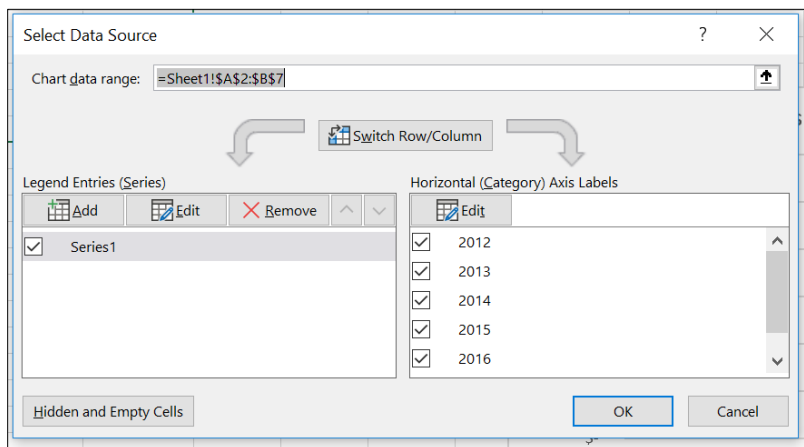 Select Data Source ?
Chart data range: =Sheet1!$A$2:$B$7
Switch Row/Column
Legend Entries (Series)
Add Edit Remove
Series1
Horizontal (Category) Axis Labels
Edit
2012
2013
2014
2015
2016
Hidden and Empty Cells
OK Cancel